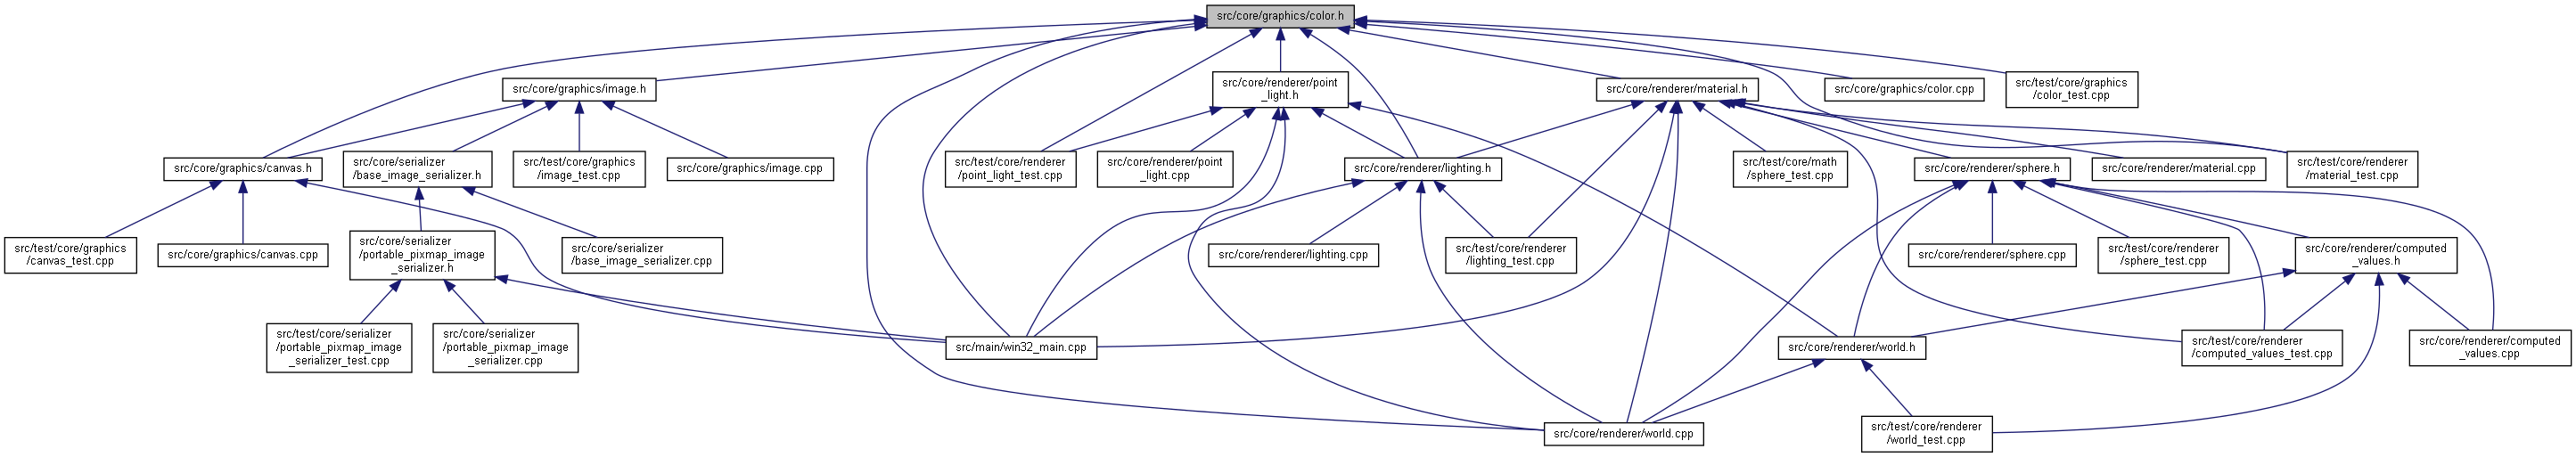 src/core/graphics/color.h
src/core/graphics/image.h
src/core/renderer/point
_light.h
src/core/renderer/material.h
src/core/graphics/color.cpp
src/test/core/graphics
/color_test.cpp
src/core/graphics/canvas.h
src/core/serializer
/base_image_serializer.h
src/test/core/graphics
/image_test.cpp
src/core/graphics/image.cpp
src/test/core/renderer
/point_light_test.cpp
src/core/renderer/point
_light.cpp
src/core/renderer/lighting.h
src/test/core/math
/sphere_test.cpp
src/core/renderer/sphere.h
src/core/renderer/material.cpp
src/test/core/renderer
/material_test.cpp
src/test/core/graphics
/canvas_test.cpp
src/core/graphics/canvas.cpp
src/core/serializer
/portable_pixmap_image
_serializer.h
src/core/serializer
/base_image_serializer.cpp
src/core/renderer/lighting.cpp
src/test/core/renderer
/lighting_test.cpp
src/core/renderer/sphere.cpp
src/test/core/renderer
/sphere_test.cpp
src/core/renderer/computed
_values.h
src/test/core/serializer
/portable_pixmap_image
_serializer_test.cpp
src/core/serializer
/portable_pixmap_image
_serializer.cpp
src/main/win32_main.cpp
src/core/renderer/world.h
src/test/core/renderer
/computed_values_test.cpp
src/core/renderer/computed
_values.cpp
src/core/renderer/world.cpp
src/test/core/renderer
/world_test.cpp